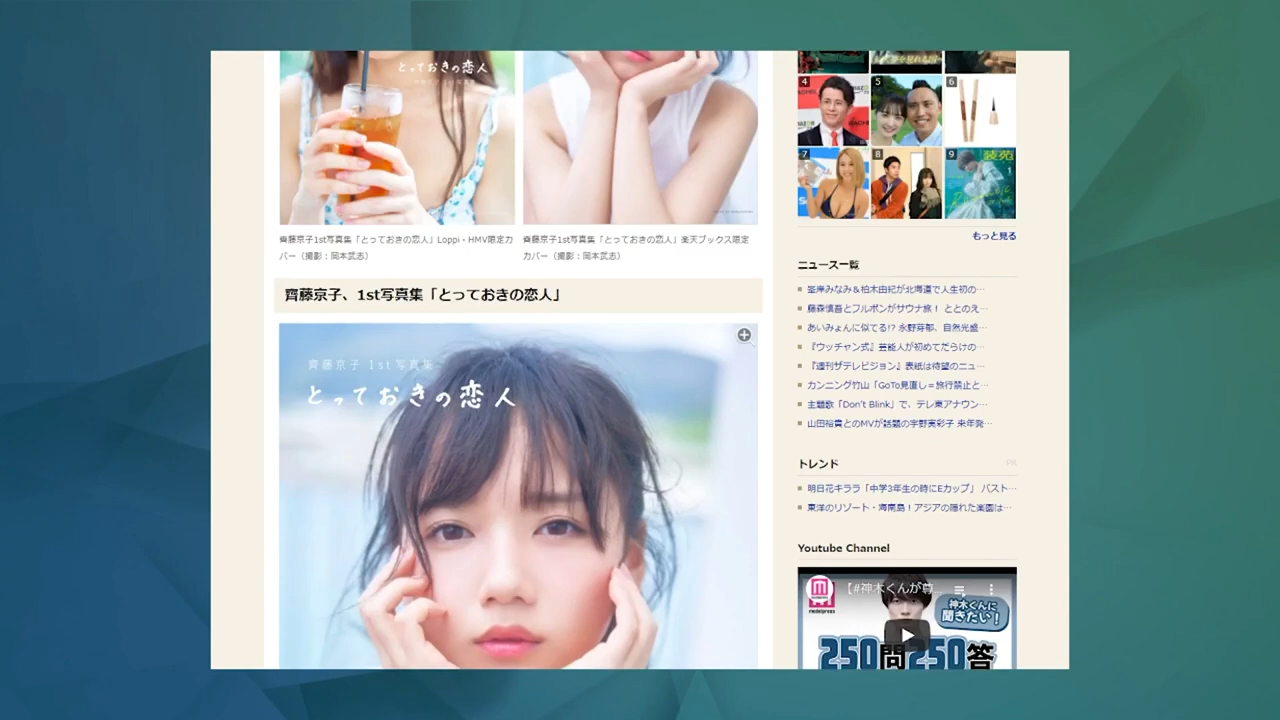 とっておきの恋人
齊藤京子1st写真集「とっておきの恋人」Loppi・HMV限定カ
バー（撮影：岡本武志）
齊藤京子1st写真集「とっておきの恋人」楽天ブックス限定
カバー（撮影：岡本武志）
齊藤京子、1st写真集「とっておきの恋人」
齊藤京子 1st写真集
とっておきの恋人
4
5
6
7
8
9
装苑
もっと見る
ニュース一覧
峯岸みなみ＆柏木由紀が北海道で人生初の…
藤森慎吾とフルポンがサウナ旅！ ととのえ…
あいみょんに似てる!? 永野芽郁、自然光盛…
『ウッチャン式』芸能人が初めてだらけの…
『週刊ザテレビジョン』表紙は待望のニュ…
カンニング竹山「GoTo見直し＝旅行禁止と…
主題歌「Don't Blink」で、テレ東アナウン…
山田裕貴とのMVが話題の宇野実彩子 来年発…
トレンド
PR
明日花キララ「中学3年生の時にEカップ」 バスト…
東洋のリゾート・海南島！アジアの隠れた楽園は…
Youtube Channel
【#神木くんが尊...
modelpress
神木くんに
聞きたい！
250問250答